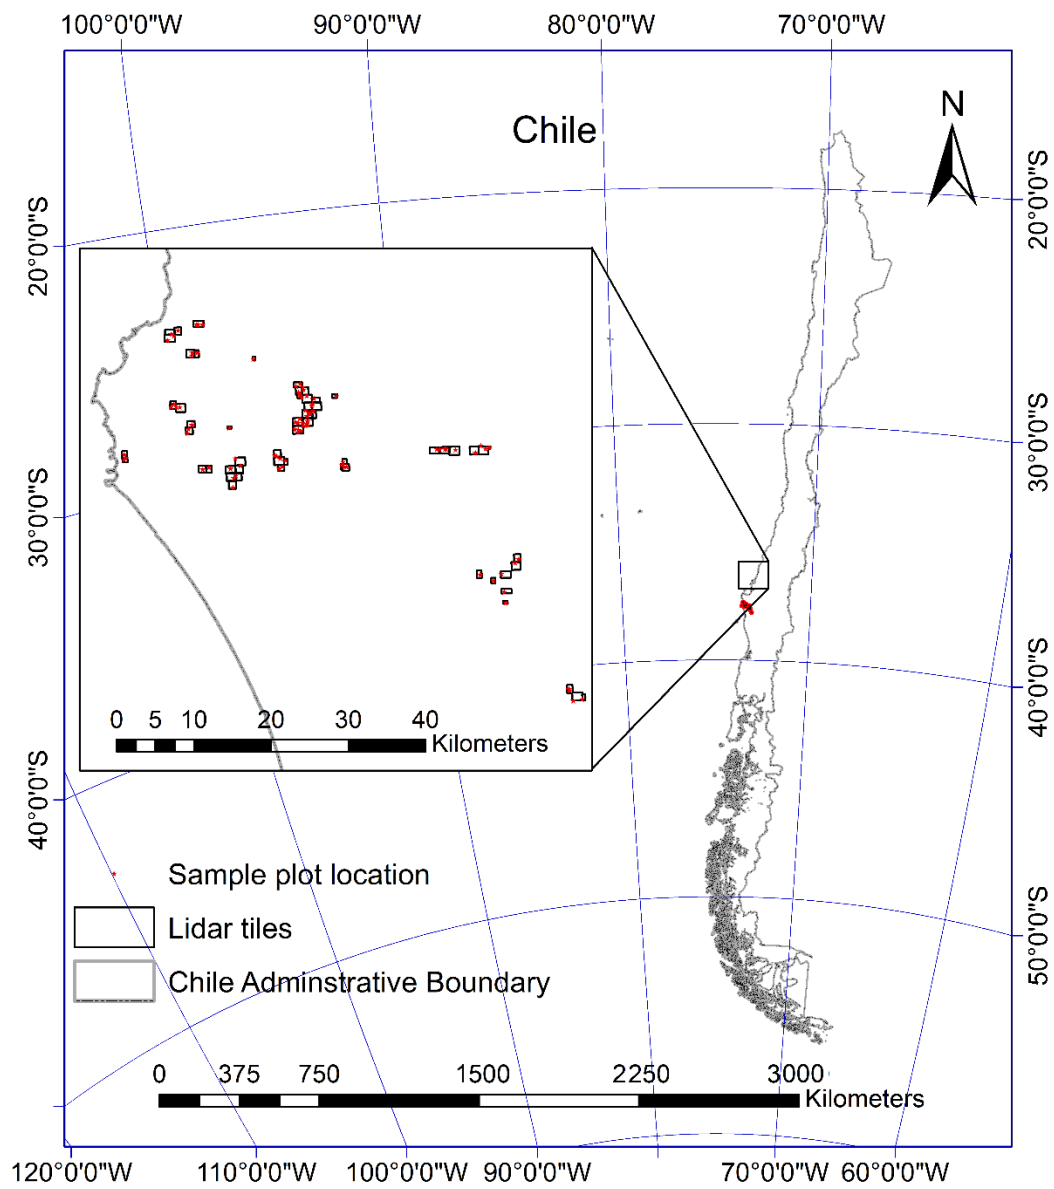 100°0'0"W 90°0'0"W 80°0'0"W 70°0'0"W
N
Chile
20°0'0"S
30°0'0"S
40°0'0"S
20°0'0"S
30°0'0"S
40°0'0"S
50°0'0"S
0 5 10 20 30 40
Kilometers
Sample plot location
Lidar tiles
Chile Adminstrative Boundary
0 375 750 1500 2250 3000
Kilometers
120°0'0"W 110°0'0"W 100°0'0"W 90°0'0"W 70°0'0"W 60°0'0"W